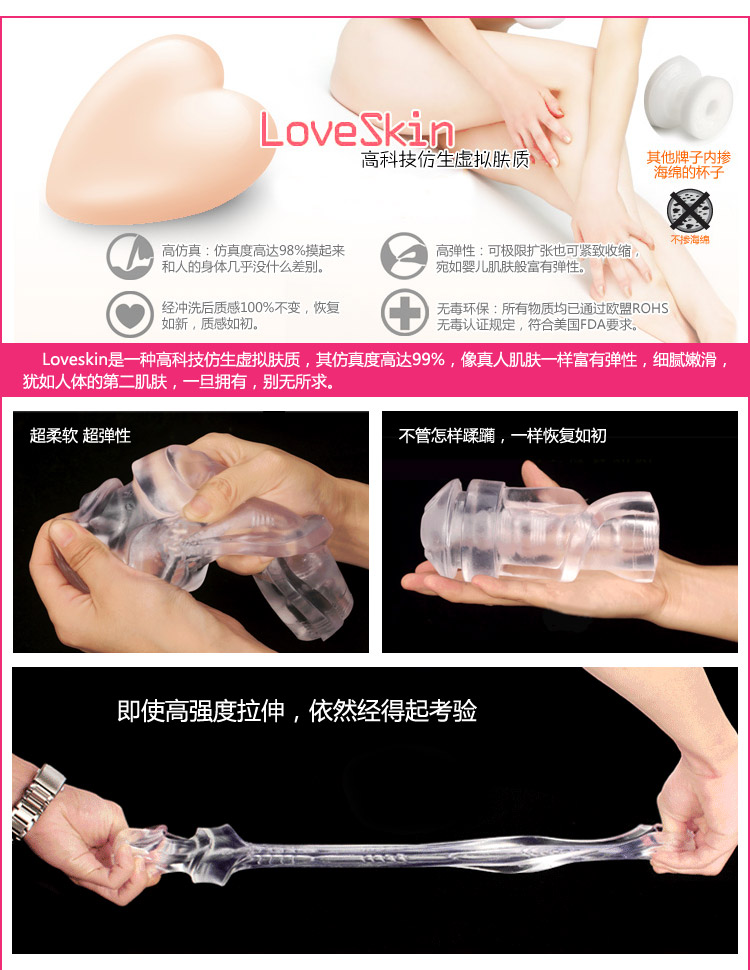 LoveSkin
高科技仿生虚拟肤质
其他牌子内掺
海绵的杯子
不掺海绵
高仿真：仿真度高达98%摸起来
和人的身体几乎没什么差别。
高弹性：可极限扩张也可紧致收缩，
宛如婴儿肌肤般富有弹性。
经冲洗后质感100%不变，恢复
如新，质感如初。
无毒环保：所有物质均已通过欧盟ROHS
无毒认证规定，符合美国FDA要求。
Loveskin是一种高科技仿生虚拟肤质，其仿真度高达99%，像真人肌肤一样富有弹性，细腻嫩滑，
犹如人体的第二肌肤，一旦拥有，别无所求。
超柔软 超弹性
不管怎样蹂躏，一样恢复如初
即使高强度拉伸，依然经得起考验